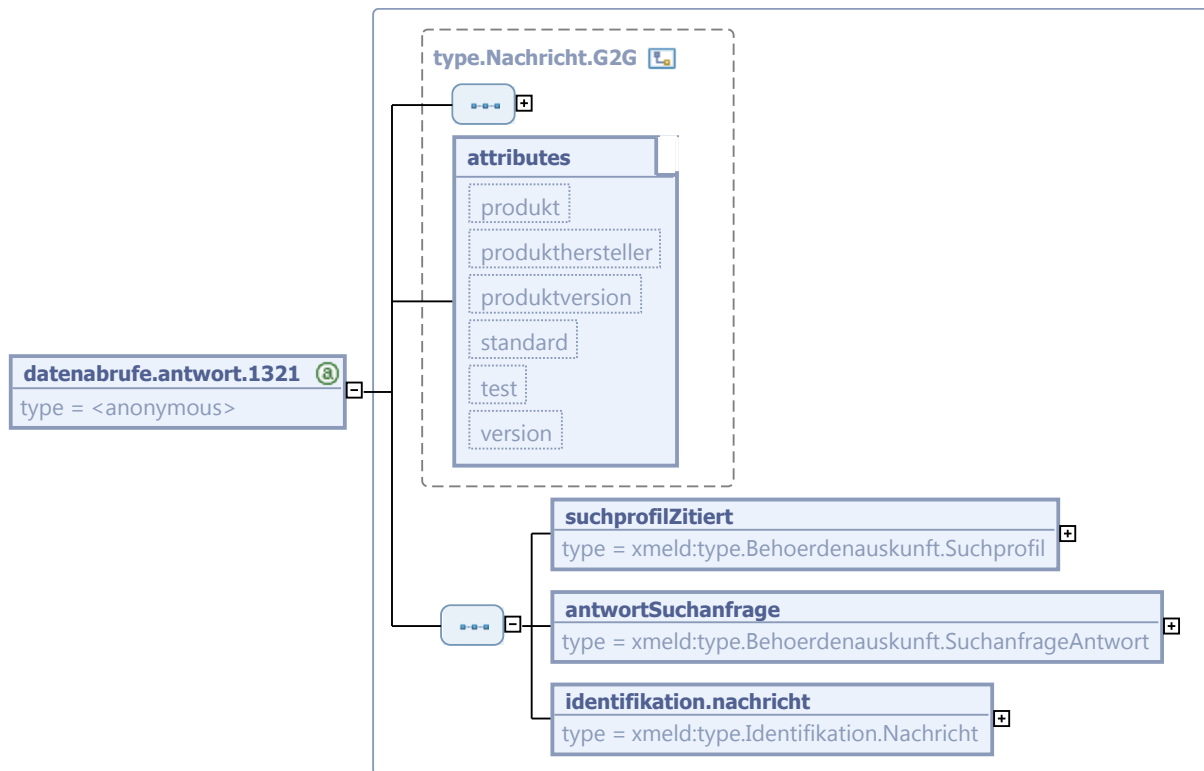 type.Nachricht.G2G
attributes
produkt
produkthersteller
produktversion
standard
test
version
datenabrufe.antwort.1321 a
type = <anonymous>
suchprofilZitiert
type = xmeld:type.Behoerdenauskunft.Suchprofil
antwortSuchanfrage
type = xmeld:type.Behoerdenauskunft.SuchanfrageAntwort
identifikation.nachricht
type = xmeld:type.Identifikation.Nachricht